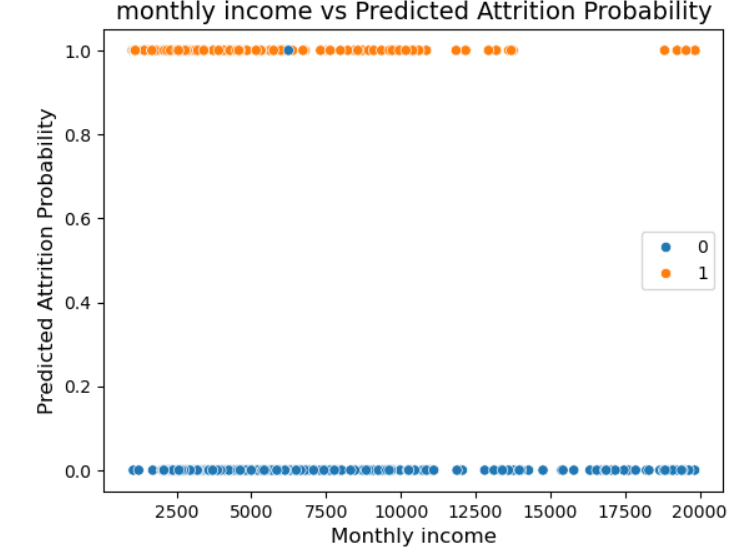 monthly income vs Predicted Attrition Probability
Predicted Attrition Probability
1.0
0.8
0.6
0.4
0.2
0.0
0
1
2500 5000 7500 10000 12500 15000 17500 20000
Monthly income